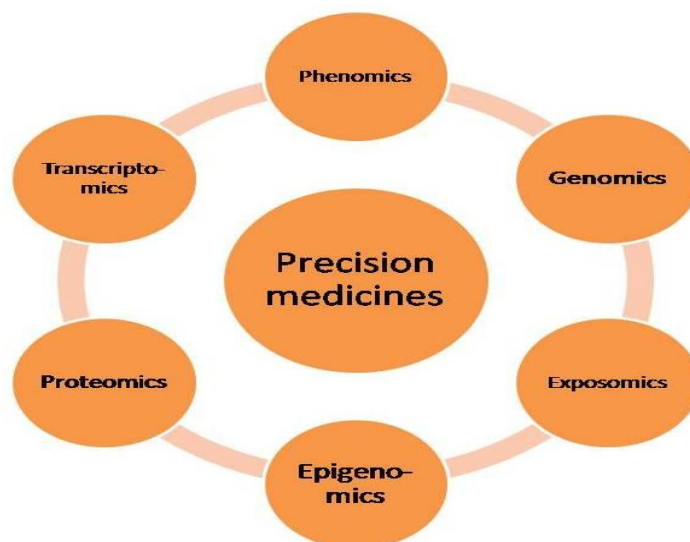 Phenomics
Transcripto-
mics
Genomics
Precision
medicines
Proteomics
Exposomics
Epigeno-
mics